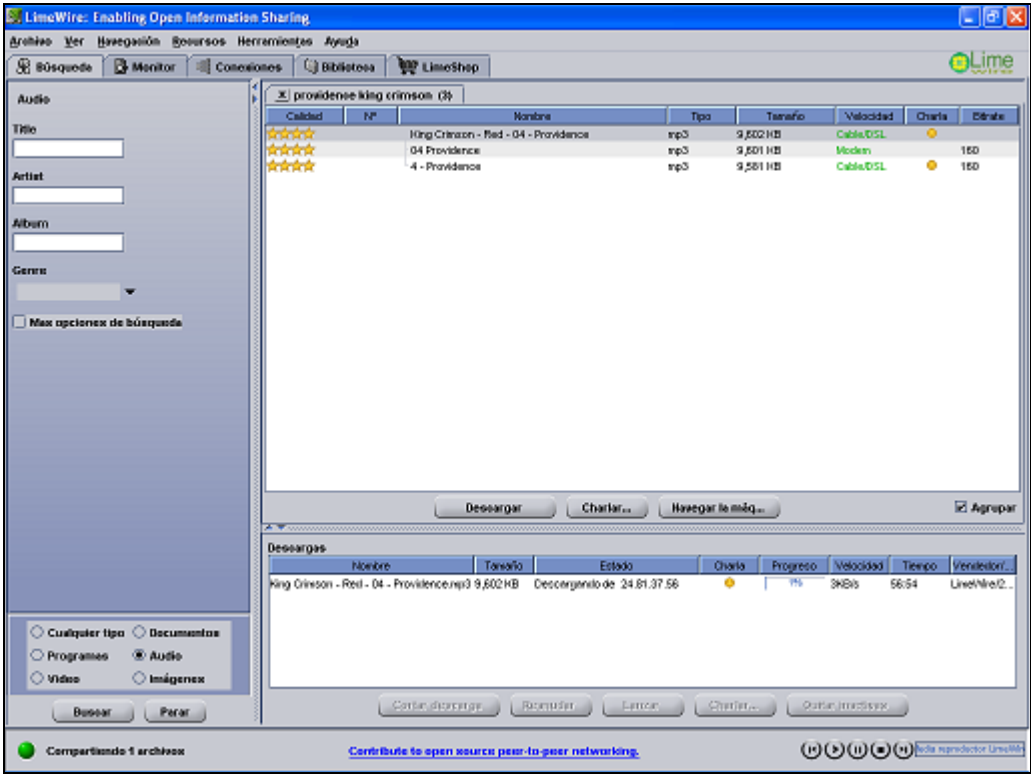 LimeWire: Enabling Open Information Sharing
Archivo Ver Navegación Recursos Herramientas Ayuda
Búsqueda Monitor Conexiones Biblioteca LimeShop
Lime
Wire
Audio
Title
Artist
Album
Genre
Max opciones de búsqueda
providence king crimson (3)
Calidad Nº Nombre Tipo Tamaño Velocidad Charla Bitrate
King Crimson - Red - 04 - Providence mp3 9,602 KB Cable/DSL
04 Providence mp3 9,601 KB Modem 160
4 - Providence mp3 9,581 KB Cable/DSL 160
Descargar Charlar... Navegar la máq... Agrupar
Descargas
Nombre Tamaño Estado Charla Progreso Velocidad Tiempo Vendedor/...
King Crimson - Red - 04 - Providence.mp3 9,602 KB Descargando de 24.81.37.56 1% 3KB/s 56:54 LimeWire/2...
Cualquier tipo Documentos
Programas Audio
Video Imágenes
Buscar Parar
Cortar descarga Reanudar Lanzar Charlar... Quitar inactivos
Compartiendo 1 archivos
Contribute to open source peer-to-peer networking.
Media reproductor LimeWir